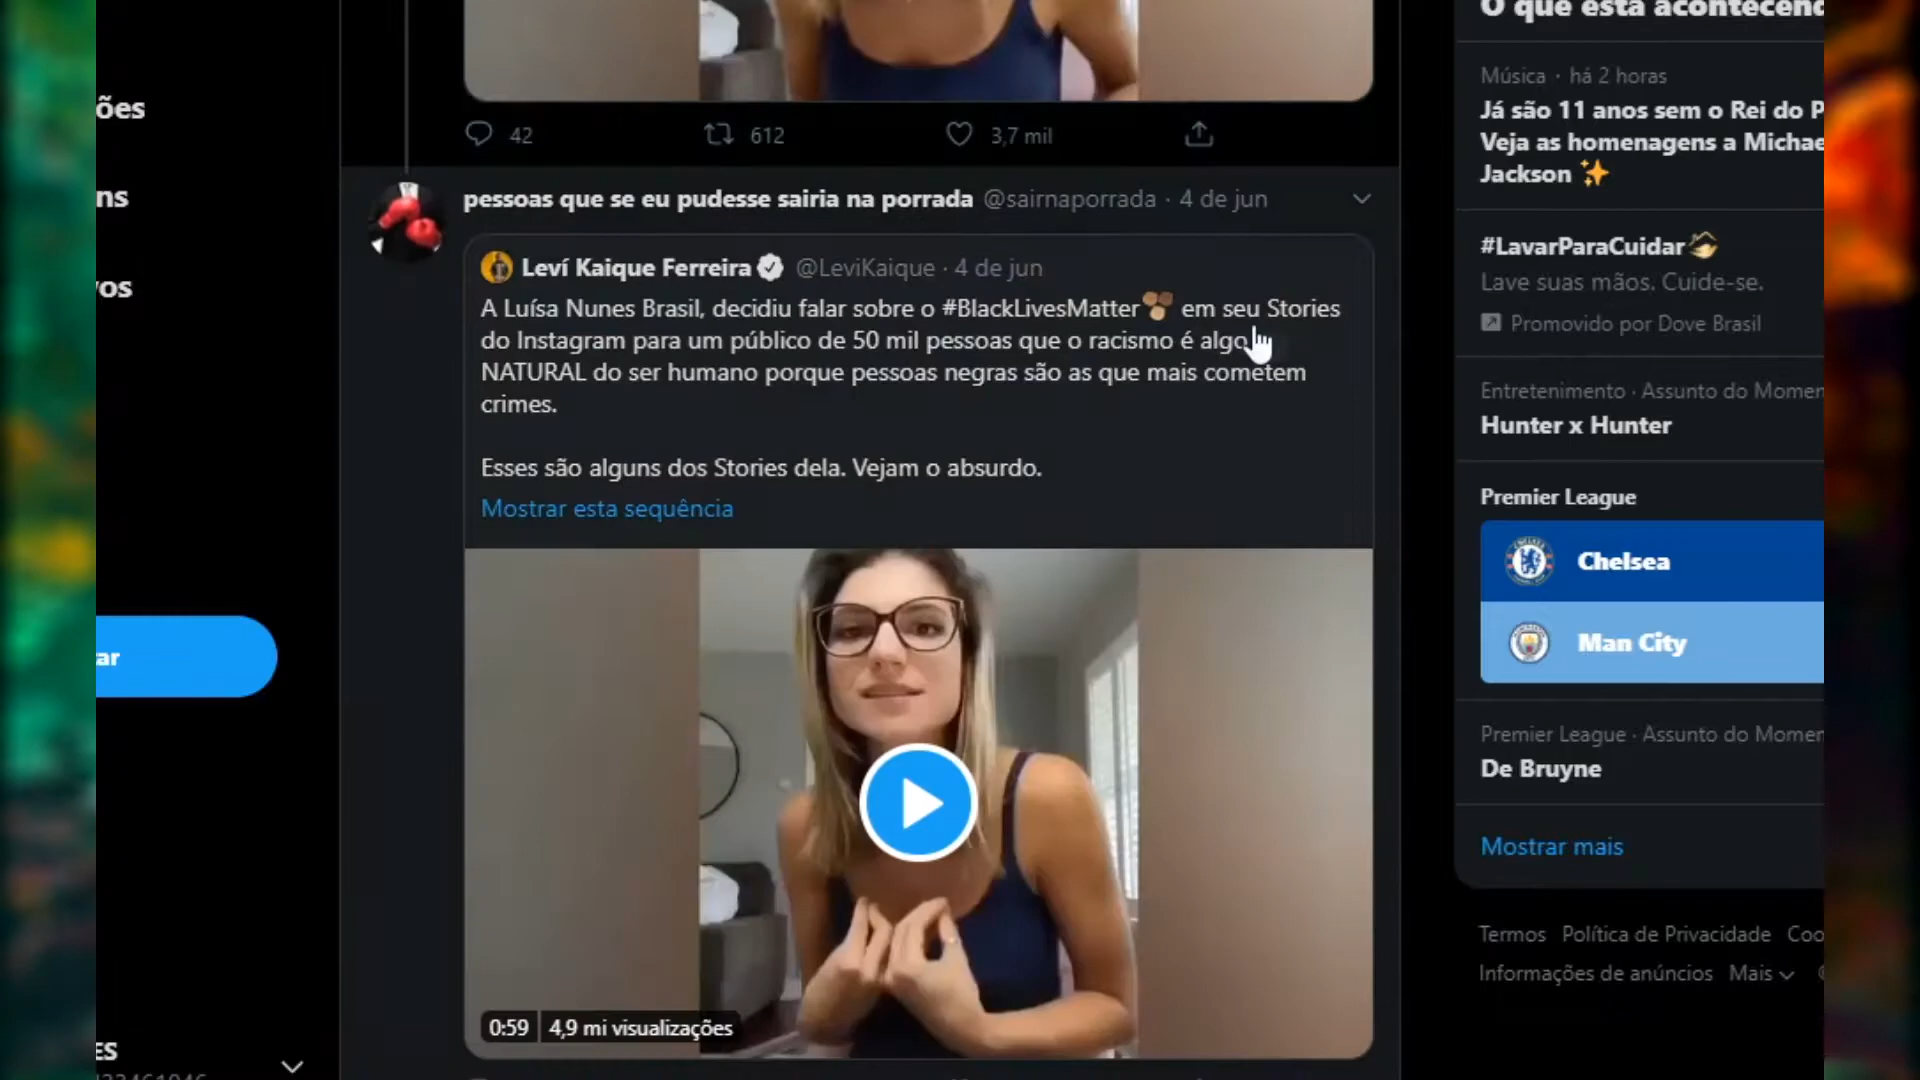 ões
ns
vos
ar
ES
42
612
3,7 mil
pessoas que se eu pudesse sairia na porrada @sairnaporrada · 4 de jun
Leví Kaique Ferreira @LeviKaique · 4 de jun
A Luísa Nunes Brasil, decidiu falar sobre o #BlackLivesMatter em seu Stories
do Instagram para um público de 50 mil pessoas que o racismo é algo
NATURAL do ser humano porque pessoas negras são as que mais cometem
crimes.
Esses são alguns dos Stories dela. Vejam o absurdo.
Mostrar esta sequência
0:59
4,9 mi visualizações
O que está acontecend
Música · há 2 horas
Já são 11 anos sem o Rei do P
Veja as homenagens a Michae
Jackson ✨
#LavarParaCuidar
Lave suas mãos. Cuide-se.
Promovido por Dove Brasil
Entretenimento · Assunto do Momen
Hunter x Hunter
Premier League
Chelsea
Man City
Premier League · Assunto do Momen
De Bruyne
Mostrar mais
Termos Política de Privacidade Coo
Informações de anúncios Mais